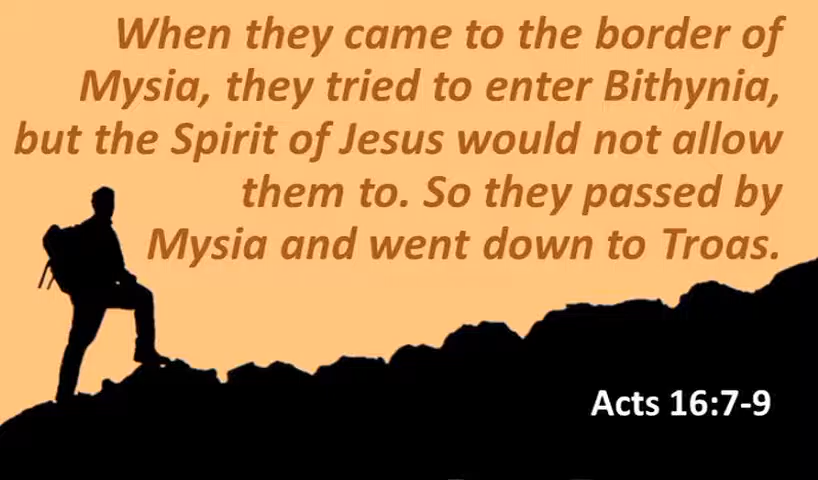 When they came to the border of
Mysia, they tried to enter Bithynia,
but the Spirit of Jesus would not allow
them to. So they passed by
Mysia and went down to Troas.
Acts 16:7-9